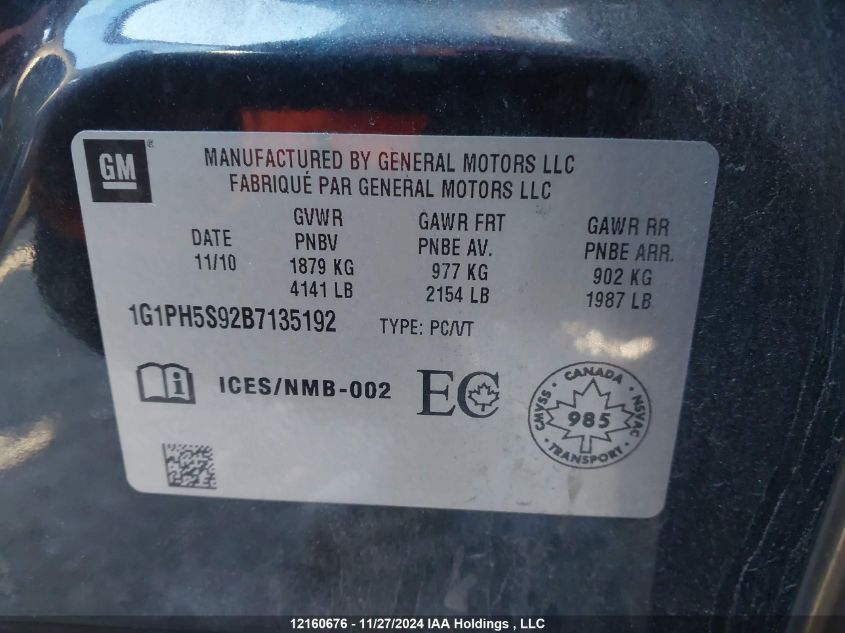 GM
MANUFACTURED BY GENERAL MOTORS LLC
FABRIQUÉ PAR GENERAL MOTORS LLC
DATE
11/10
GVWR
PNBV
1879 KG
4141 LB
GAWR FRT
PNBE AV.
977 KG
2154 LB
GAWR RR
PNBE ARR.
902 KG
1987 LB
1G1PH5S92B7135192 TYPE: PC/VT
ICES/NMB-002 EC
CANADA
CMVSS 985 NSVAC
TRANSPORT
12160676 - 11/27/2024 IAA Holdings , LLC